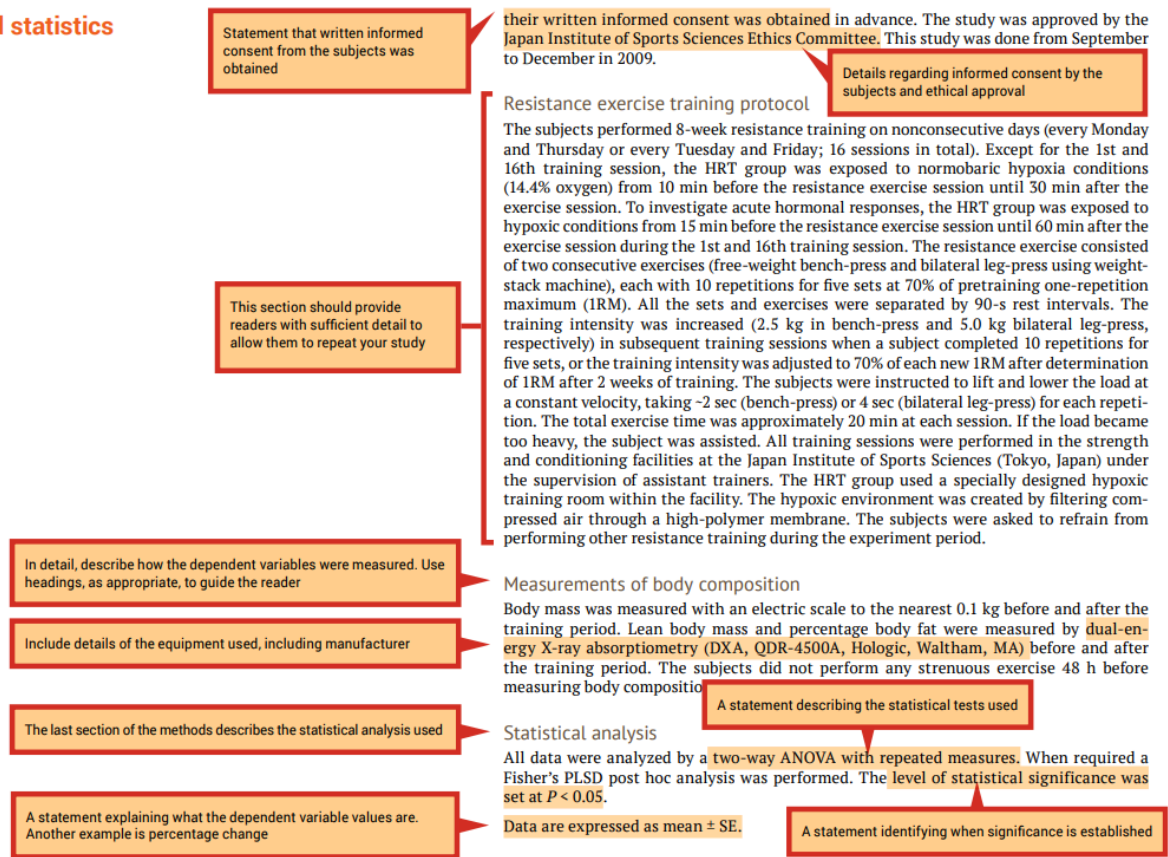 statistics
Statement that written informed
consent from the subjects was
obtained
their written informed consent was obtained in advance. The study was approved by the
Japan Institute of Sports Sciences Ethics Committee. This study was done from September
to December in 2009.
Details regarding informed consent by the
subjects and ethical approval
Resistance exercise training protocol
The subjects performed 8-week resistance training on nonconsecutive days (every Monday
and Thursday or every Tuesday and Friday; 16 sessions in total). Except for the 1st and
16th training session, the HRT group was exposed to normobaric hypoxia conditions
(14.4% oxygen) from 10 min before the resistance exercise session until 30 min after the
exercise session. To investigate acute hormonal responses, the HRT group was exposed to
hypoxic conditions from 15 min before the resistance exercise session until 60 min after the
exercise session during the 1st and 16th training session. The resistance exercise consisted
of two consecutive exercises (free-weight bench-press and bilateral leg-press using weight-
stack machine), each with 10 repetitions for five sets at 70% of pretraining one-repetition
maximum (1RM). All the sets and exercises were separated by 90-s rest intervals. The
training intensity was increased (2.5 kg in bench-press and 5.0 kg bilateral leg-press,
respectively) in subsequent training sessions when a subject completed 10 repetitions for
five sets, or the training intensity was adjusted to 70% of each new 1RM after determination
of 1RM after 2 weeks of training. The subjects were instructed to lift and lower the load at
a constant velocity, taking ~2 sec (bench-press) or 4 sec (bilateral leg-press) for each repeti-
tion. The total exercise time was approximately 20 min at each session. If the load became
too heavy, the subject was assisted. All training sessions were performed in the strength
and conditioning facilities at the Japan Institute of Sports Sciences (Tokyo, Japan) under
the supervision of assistant trainers. The HRT group used a specially designed hypoxic
training room within the facility. The hypoxic environment was created by filtering com-
pressed air through a high-polymer membrane. The subjects were asked to refrain from
performing other resistance training during the experiment period.
This section should provide
readers with sufficient detail to
allow them to repeat your study
In detail, describe how the dependent variables were measured. Use
headings, as appropriate, to guide the reader
Measurements of body composition
Body mass was measured with an electric scale to the nearest 0.1 kg before and after the
training period. Lean body mass and percentage body fat were measured by dual-en-
ergy X-ray absorptiometry (DXA, QDR-4500A, Hologic, Waltham, MA) before and after
the training period. The subjects did not perform any strenuous exercise 48 h before
measuring body compositio
Include details of the equipment used, including manufacturer
A statement describing the statistical tests used
The last section of the methods describes the statistical analysis used
Statistical analysis
All data were analyzed by a two-way ANOVA with repeated measures. When required a
Fisher's PLSD post hoc analysis was performed. The level of statistical significance was
set at P < 0.05.
Data are expressed as mean ± SE.
A statement explaining what the dependent variable values are.
Another example is percentage change
A statement identifying when significance is established